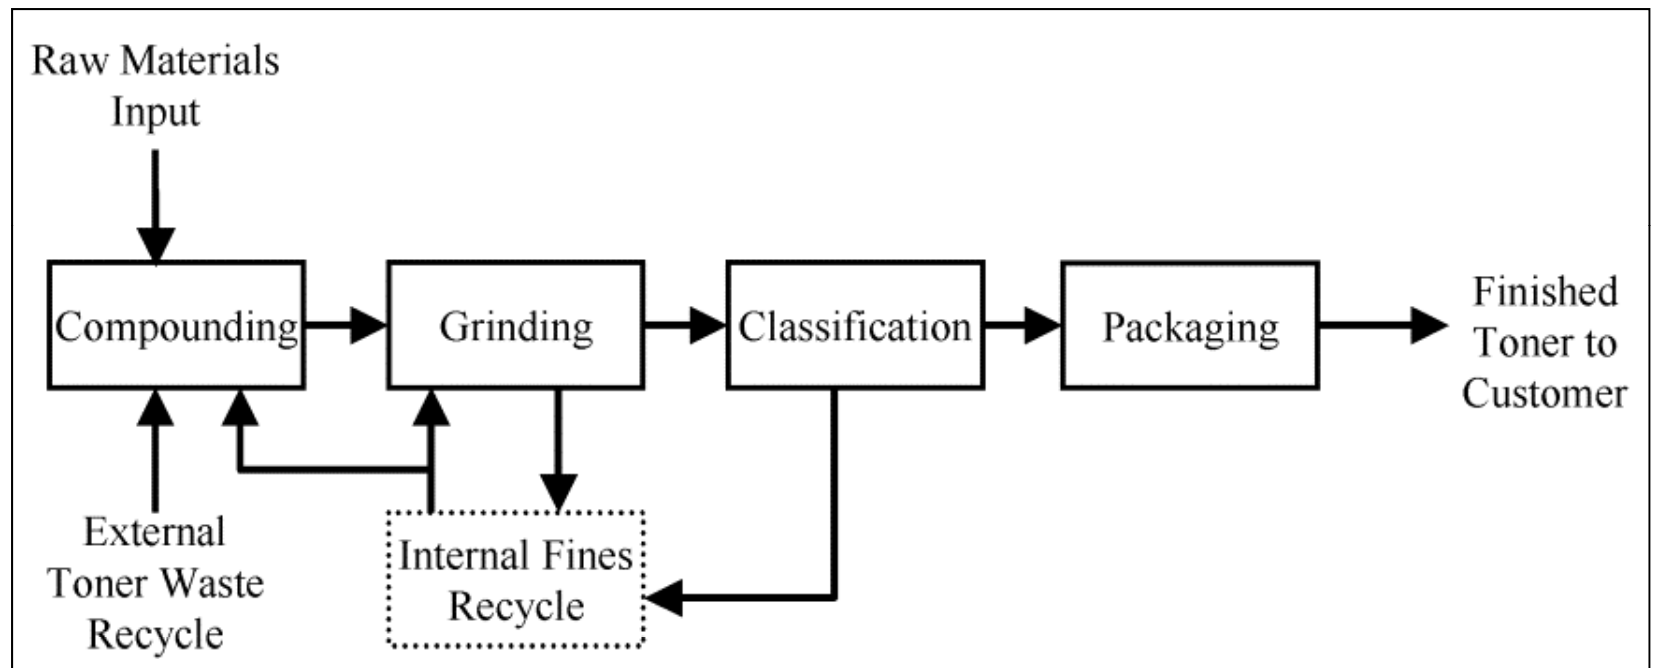 Raw Materials
Input
Compounding
Grinding
Classification
Packaging
Finished
Toner to
Customer
External
Toner Waste
Recycle
Internal Fines
Recycle